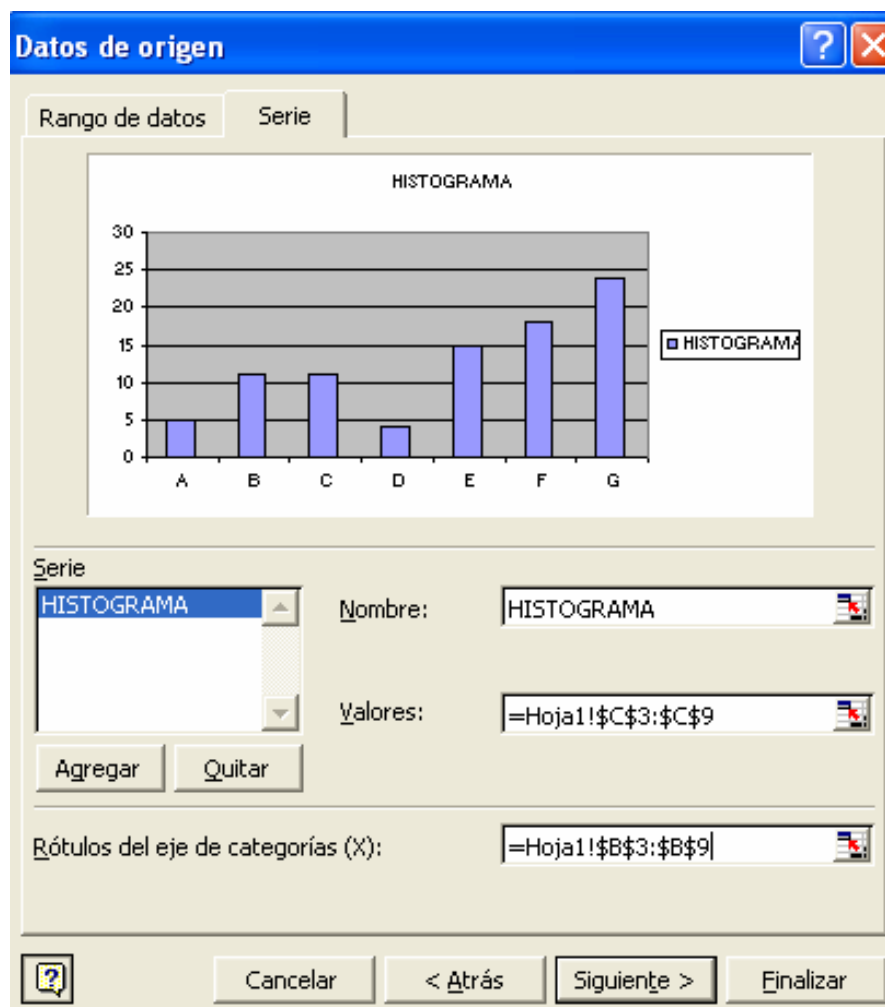 Datos de origen
Rango de datos Serie
HISTOGRAMA
30
25
20
15
10
5
0
A B C D E F G
HISTOGRAMA
Serie
HISTOGRAMA
Nombre: HISTOGRAMA
Valores: =Hoja1!$C$3:$C$9
Agregar Quitar
Rótulos del eje de categorías (X): =Hoja1!$B$3:$B$9
Cancelar < Atrás Siguiente > Finalizar